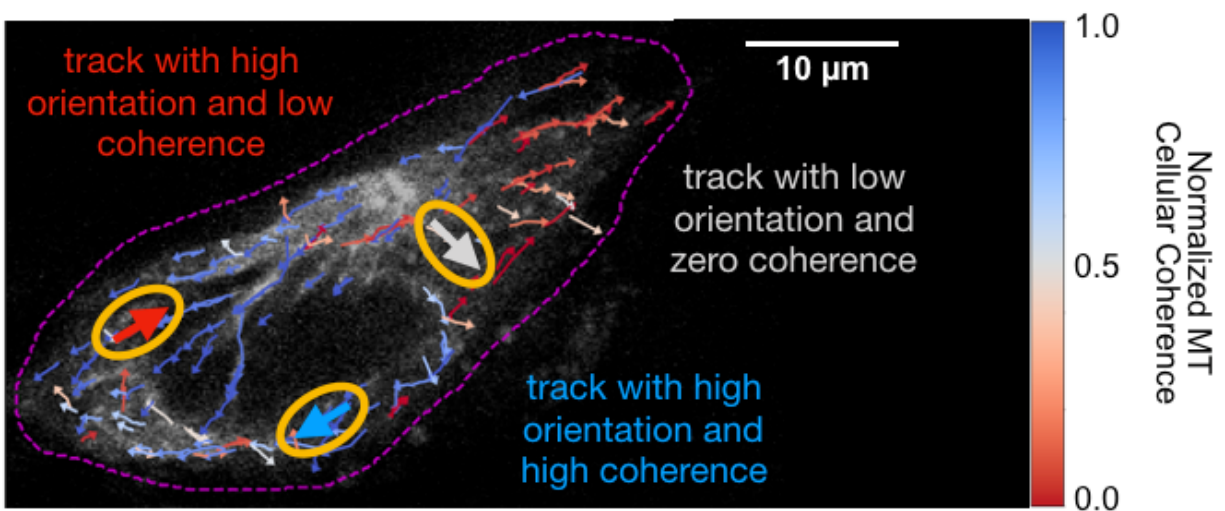 track with high
orientation and low
coherence
10 µm
track with low
orientation and
zero coherence
track with high
orientation and
high coherence
1.0
0.5
0.0
Normalized MT
Cellular Coherence